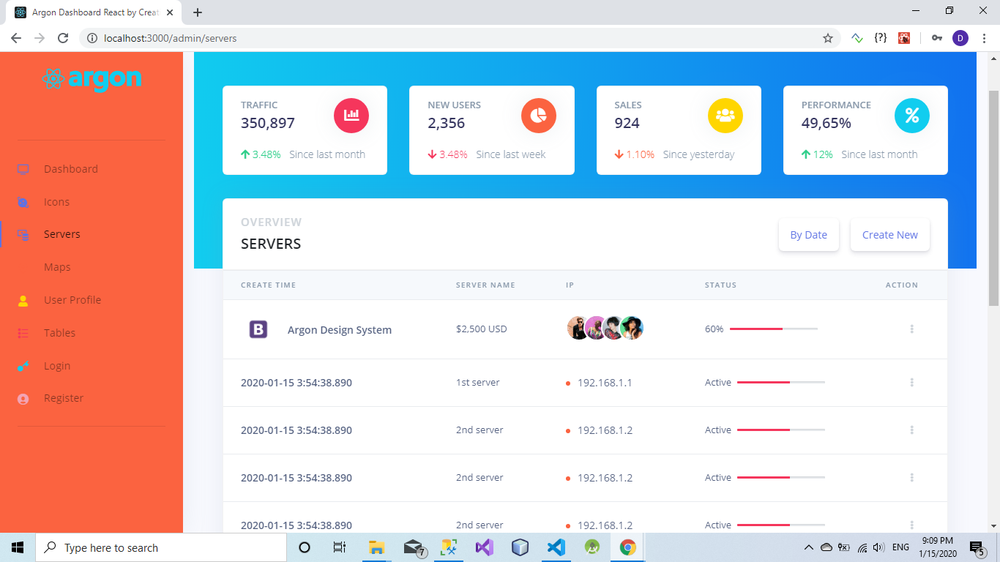 Argon Dashboard React by Creat
localhost:3000/admin/servers
{?}
D
argon
Dashboard
Icons
Servers
Maps
User Profile
Tables
Login
Register
TRAFFIC
350,897
3.48% Since last month
NEW USERS
2,356
3.48% Since last week
SALES
924
1.10% Since yesterday
PERFORMANCE
49,65%
12% Since last month
OVERVIEW
SERVERS
By Date
Create New
CREATE TIME SERVER NAME IP STATUS ACTION
B Argon Design System $2,500 USD 60%
2020-01-15 3:54:38.890 1st server 192.168.1.1 Active
2020-01-15 3:54:38.890 2nd server 192.168.1.2 Active
2020-01-15 3:54:38.890 2nd server 192.168.1.2 Active
2020-01-15 3:54:38.890 2nd server 192.168.1.2 Active
Type here to search
7
ENG
9:09 PM
1/15/2020
5